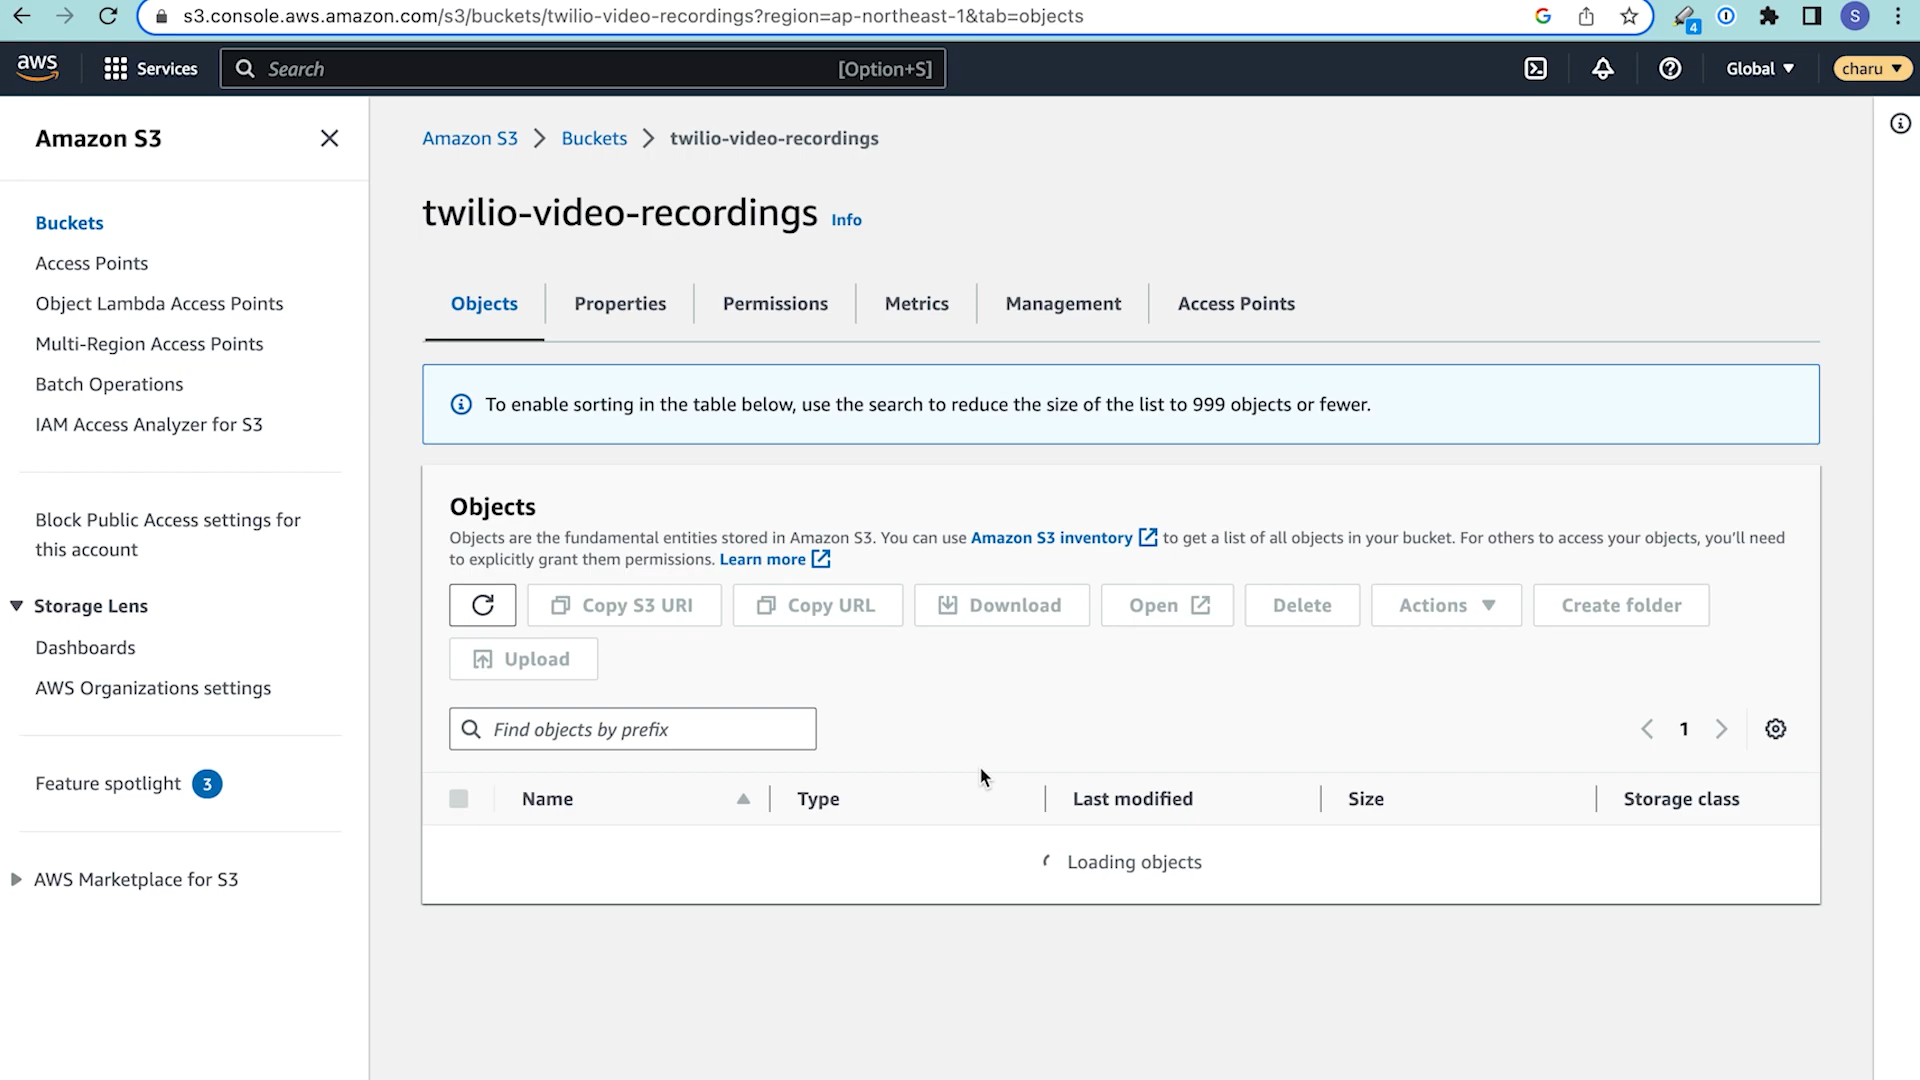 s3.console.aws.amazon.com/s3/buckets/twilio-video-recordings?region=ap-northeast-1&tab=objects
4
S
aws
Services
Search
[Option+S]
Global
charu
Amazon S3
Buckets
Access Points
Object Lambda Access Points
Multi-Region Access Points
Batch Operations
IAM Access Analyzer for S3
Block Public Access settings for
this account
Storage Lens
Dashboards
AWS Organizations settings
Feature spotlight 3
AWS Marketplace for S3
Amazon S3 > Buckets > twilio-video-recordings
twilio-video-recordings Info
Objects
Properties
Permissions
Metrics
Management
Access Points
To enable sorting in the table below, use the search to reduce the size of the list to 999 objects or fewer.
Objects
Objects are the fundamental entities stored in Amazon S3. You can use Amazon S3 inventory to get a list of all objects in your bucket. For others to access your objects, you'll need
to explicitly grant them permissions. Learn more
Copy S3 URI
Copy URL
Download
Open
Delete
Actions
Create folder
Upload
Find objects by prefix
1
Name
Type
Last modified
Size
Storage class
Loading objects